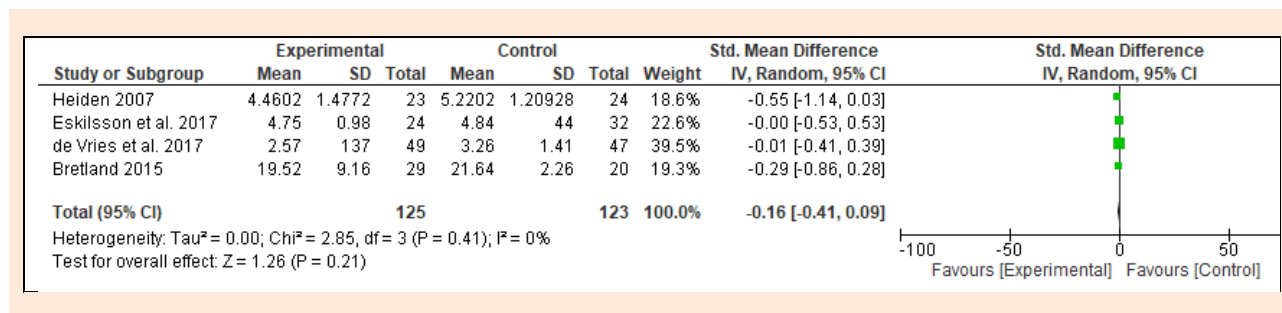 Experimental Control Std. Mean Difference Std. Mean Difference
Study or Subgroup Mean SD Total Mean SD Total Weight IV, Random, 95% CI IV, Random, 95% CI
Heiden 2007 4.4602 1.4772 23 5.2202 1.20928 24 18.6% -0.55 [-1.14, 0.03]
Eskilsson et al. 2017 4.75 0.98 24 4.84 44 32 22.6% -0.00 [-0.53, 0.53]
de Vries et al. 2017 2.57 137 49 3.26 1.41 47 39.5% -0.01 [-0.41, 0.39]
Bretland 2015 19.52 9.16 29 21.64 2.26 20 19.3% -0.29 [-0.86, 0.28]
Total (95% CI) 125 123 100.0% -0.16 [-0.41, 0.09]
Heterogeneity: Tau² = 0.00; Chi² = 2.85, df = 3 (P = 0.41); I² = 0%
Test for overall effect: Z = 1.26 (P = 0.21)
-100 -50 0 50
Favours [Experimental] Favours [Control]